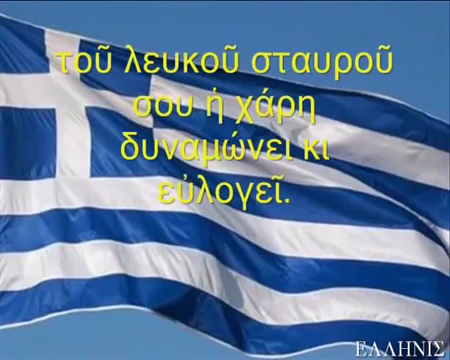 τοῦ λευκοῦ σταυροῦ
σου ἡ χάρη
δυναμώνει κι
εὐλογεῖ.
ΕΛΛΗΝΙΣ